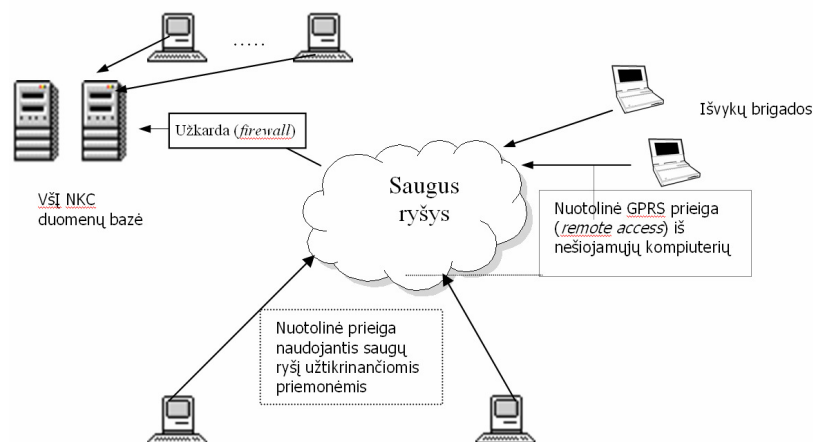 .....
Užkarda (firewall)
Išvykų brigados
VšĮ NKC
duomenų bazė
Saugus
ryšys
Nuotolinė GPRS prieiga
(remote access) iš
nešiojamųjų kompiuterių
Nuotolinė prieiga
naudojantis saugų
ryšį užtikrinančiomis
priemonėmis